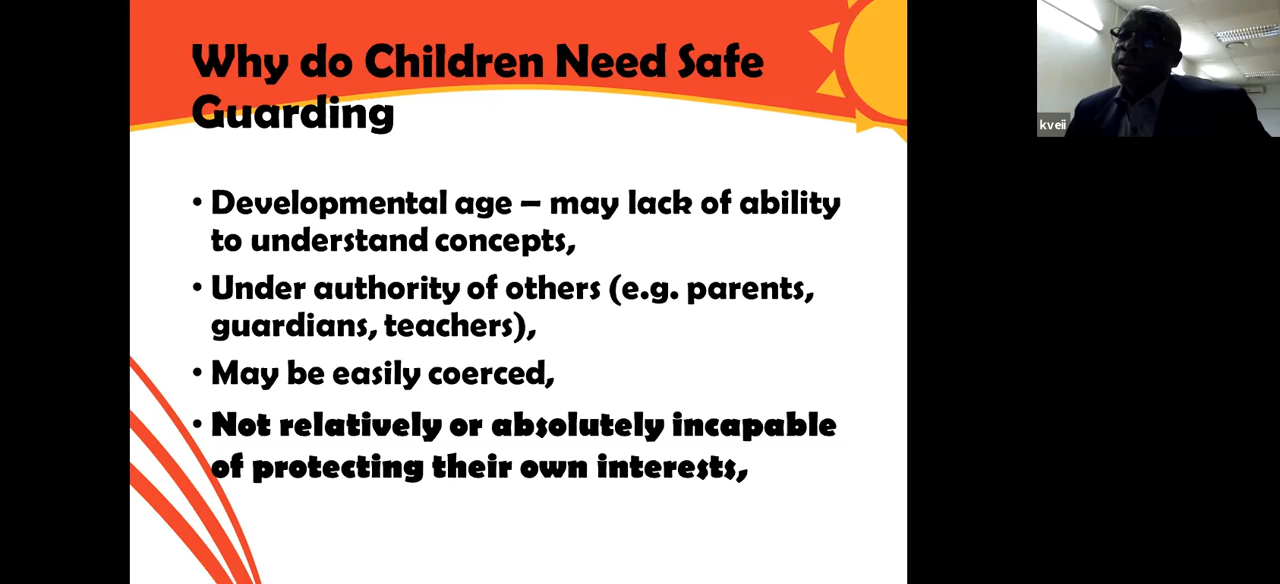 Why do Children Need Safe
Guarding
• Developmental age – may lack of ability
to understand concepts,
• Under authority of others (e.g. parents,
guardians, teachers),
• May be easily coerced,
• Not relatively or absolutely incapable
of protecting their own interests,
kveii